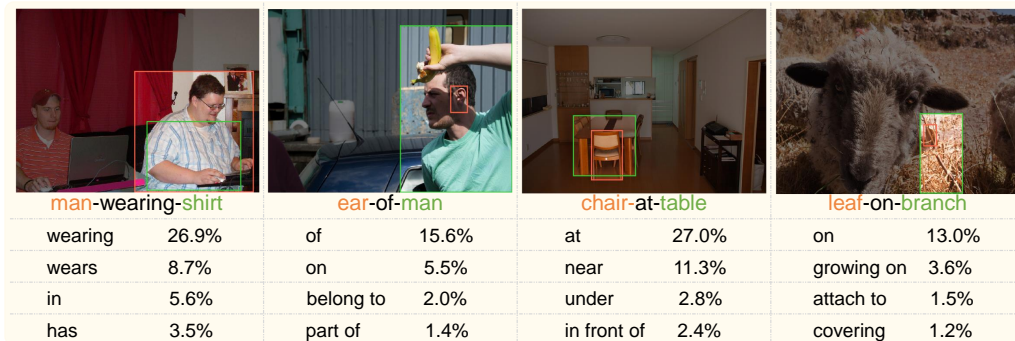 man-wearing-shirt ear-of-man chair-at-table leaf-on-branch
wearing 26.9% of 15.6% at 27.0% on 13.0%
wears 8.7% on 5.5% near 11.3% growing on 3.6%
in 5.6% belong to 2.0% under 2.8% attach to 1.5%
has 3.5% part of 1.4% in front of 2.4% covering 1.2%